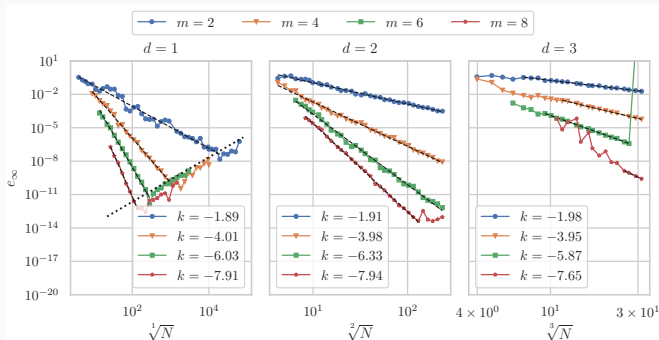 m = 2 m = 4 m = 6 m = 8
d = 1 d = 2 d = 3
e∞
10^1
10^−2
10^−5
10^−8
10^−11
10^−14
10^−17
10^−20
k = −1.89
k = −4.01
k = −6.03
k = −7.91
k = −1.91
k = −3.98
k = −6.33
k = −7.94
k = −1.98
k = −3.95
k = −5.87
k = −7.65
10^2 10^4 10^1 10^2 4 × 10^0 10^1 3 × 10^1
¹√N ²√N ³√N